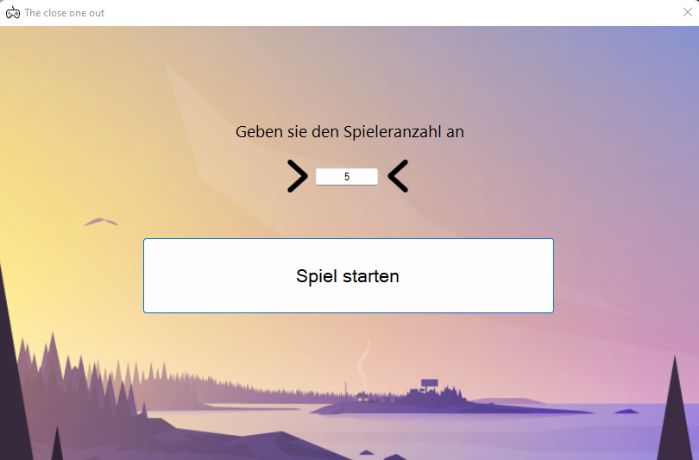 The close one out
Geben sie den Spieleranzahl an
5
Spiel starten